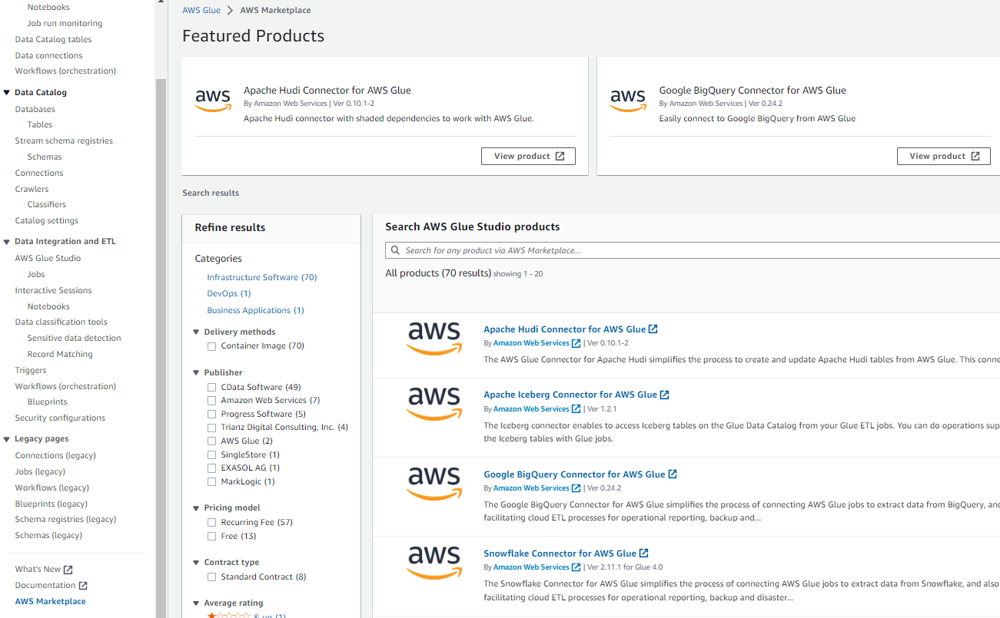 Notebooks
Job run monitoring
Data Catalog tables
Data connections
Workflows (orchestration)
Data Catalog
Databases
Tables
Stream schema registries
Schemas
Connections
Crawlers
Classifiers
Catalog settings
Data Integration and ETL
AWS Glue Studio
Jobs
Interactive Sessions
Notebooks
Data classification tools
Sensitive data detection
Record Matching
Triggers
Workflows (orchestration)
Blueprints
Security configurations
Legacy pages
Connections (legacy)
Jobs (legacy)
Workflows (legacy)
Blueprints (legacy)
Schema registries (legacy)
Schemas (legacy)
What's New
Documentation
AWS Marketplace
AWS Glue > AWS Marketplace
Featured Products
aws
Apache Hudi Connector for AWS Glue
By Amazon Web Services | Ver 0.10.1-2
Apache Hudi connector with shaded dependencies to work with AWS Glue.
View product
aws
Google BigQuery Connector for AWS Glue
By Amazon Web Services | Ver 0.24.2
Easily connect to Google BigQuery from AWS Glue
View product
Search results
Refine results
Categories
Infrastructure Software (70)
DevOps (1)
Business Applications (1)
Delivery methods
Container Image (70)
Publisher
CData Software (49)
Amazon Web Services (7)
Progress Software (5)
Trianz Digital Consulting, Inc. (4)
AWS Glue (2)
SingleStore (1)
EXASOL AG (1)
MarkLogic (1)
Pricing model
Recurring Fee (57)
Free (13)
Contract type
Standard Contract (8)
Average rating
& up (1)
Search AWS Glue Studio products
Search for any product via AWS Marketplace...
All products (70 results) showing 1 - 20
aws
Apache Hudi Connector for AWS Glue
By Amazon Web Services | Ver 0.10.1-2
The AWS Glue Connector for Apache Hudi simplifies the process to create and update Apache Hudi tables from AWS Glue. This conne
aws
Apache Iceberg Connector for AWS Glue
By Amazon Web Services | Ver 1.2.1
The Iceberg connector enables to access Iceberg tables on the Glue Data Catalog from your Glue ETL jobs. You can do operations sup
the Iceberg tables with Glue jobs.
aws
Google BigQuery Connector for AWS Glue
By Amazon Web Services | Ver 0.24.2
The Google BigQuery Connector for AWS Glue simplifies the process of connecting AWS Glue jobs to extract data from BigQuery, and
facilitating cloud ETL processes for operational reporting, backup and...
aws
Snowflake Connector for AWS Glue
By Amazon Web Services | Ver 2.11.1 for Glue 4.0
The Snowflake Connector for AWS Glue simplifies the process of connecting AWS Glue jobs to extract data from Snowflake, and also
facilitating cloud ETL processes for operational reporting, backup and disaster...